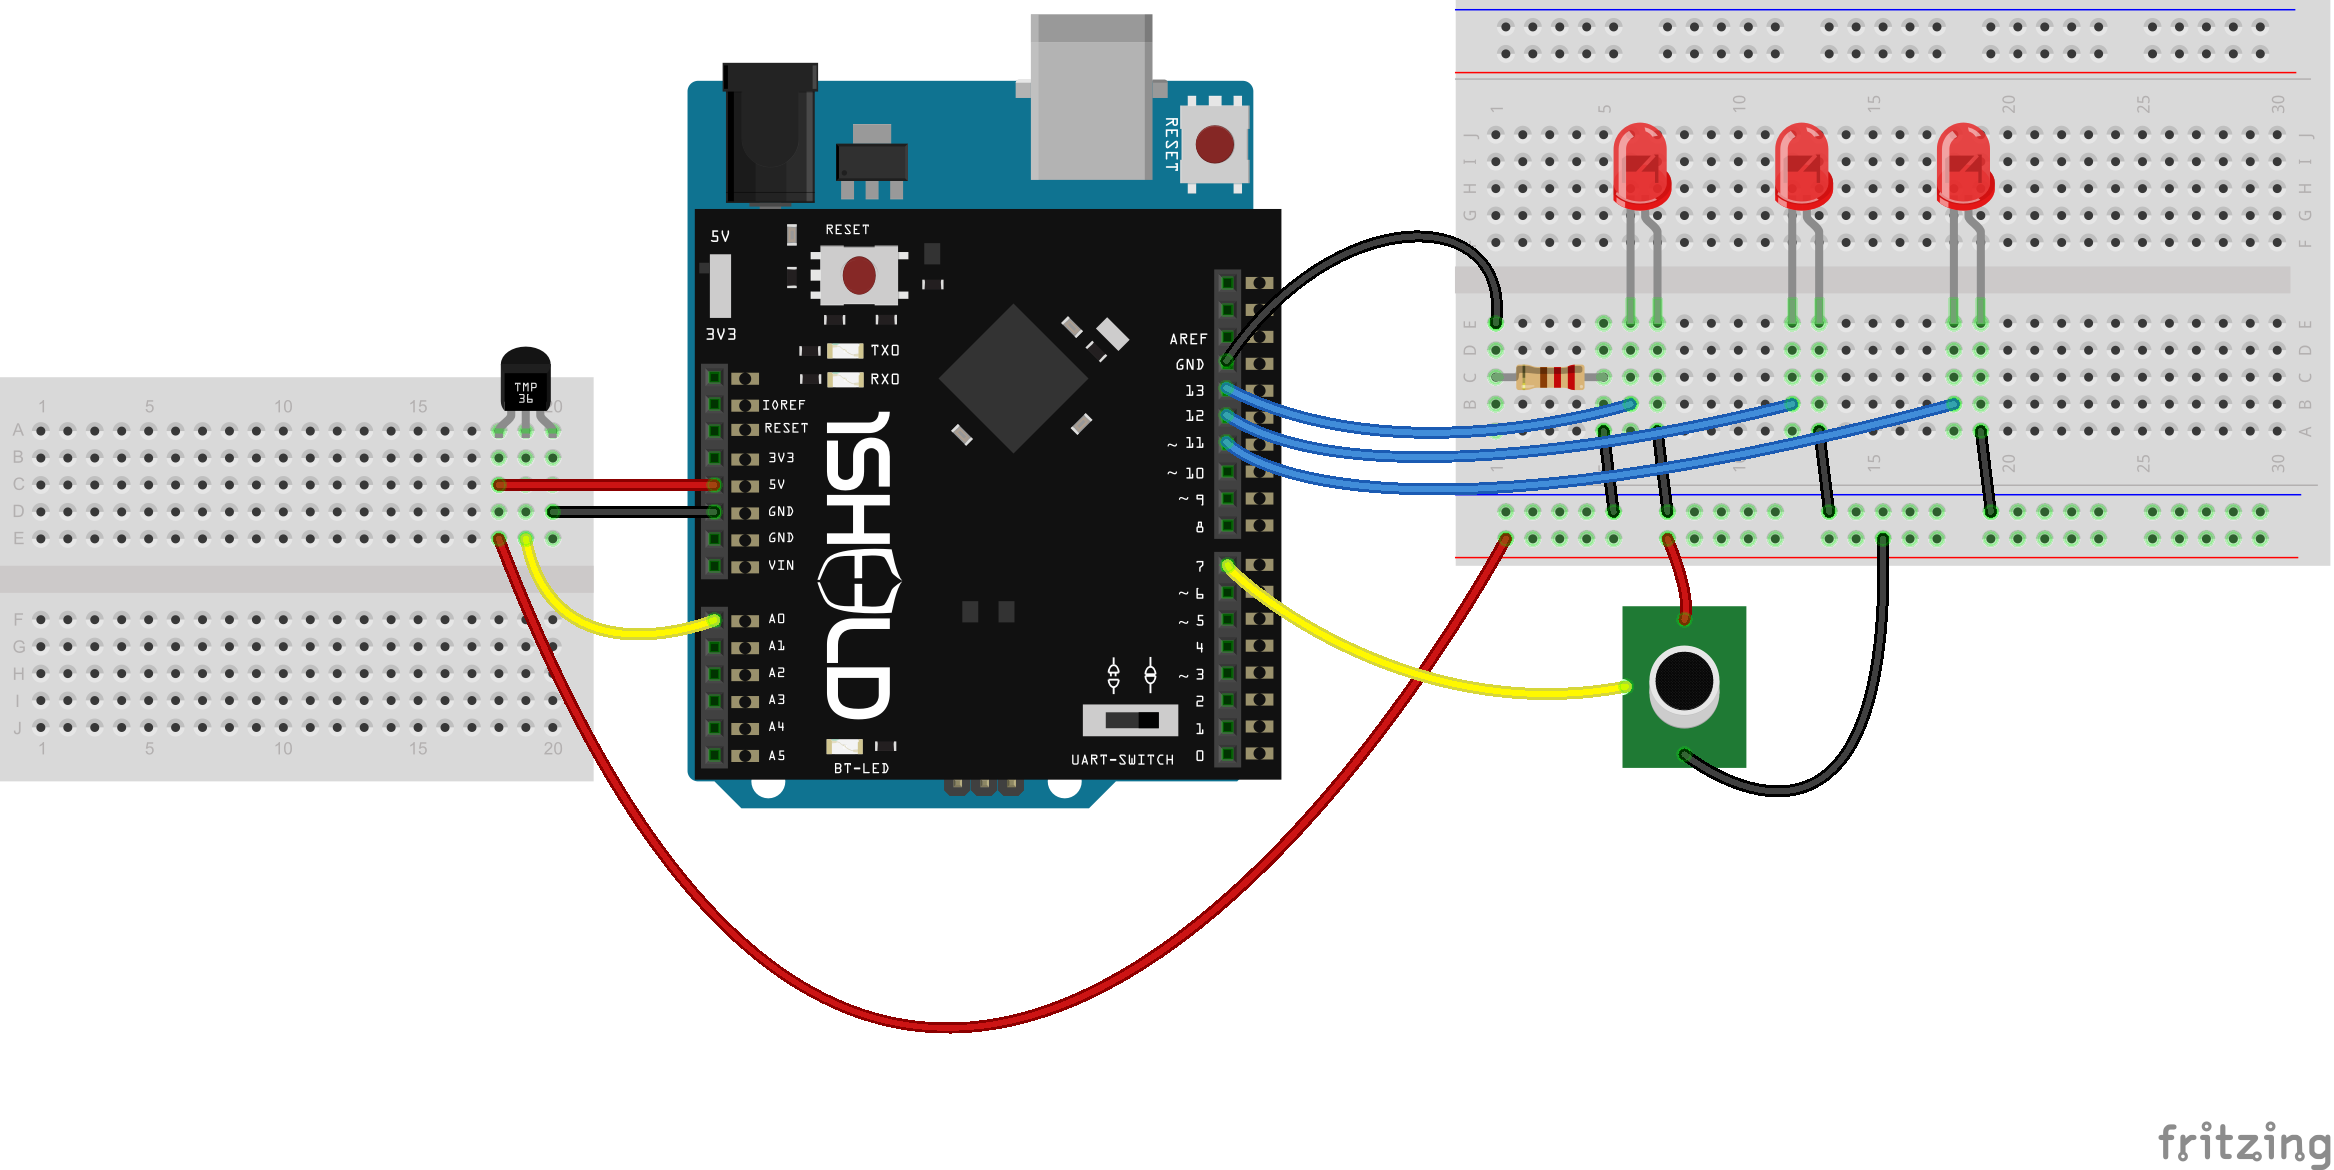 1 5 10 15 20 25 30
J J
I I
H H
G G
F F
E E
D D
C C
B B
A A
1 5 10 15 20 25 30
RESET
5V
3V3
RESET
TXO
RXO
AREF
GND
13
12
~ 11
~ 10
~ 9
8
7
~ 6
~ 5
4
~ 3
2
1
0
IOREF
RESET
3V3
5V
GND
GND
VIN
A0
A1
A2
A3
A4
A5
BT-LED
UART-SWITCH
TMP
36
1 5 10 15 20
A
B
C
D
E
F
G
H
I
J
1 5 10 15 20
fritzing